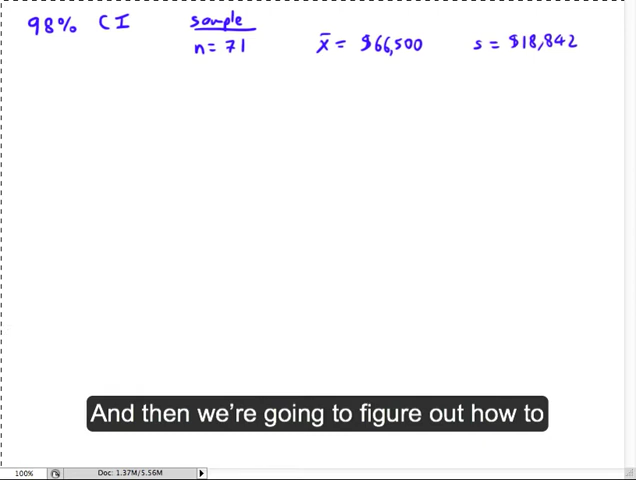 98% CI sample
n = 71 x̄ = $66,500 s = $18,842
And then we're going to figure out how to
100% Doc: 1.37M/5.56M